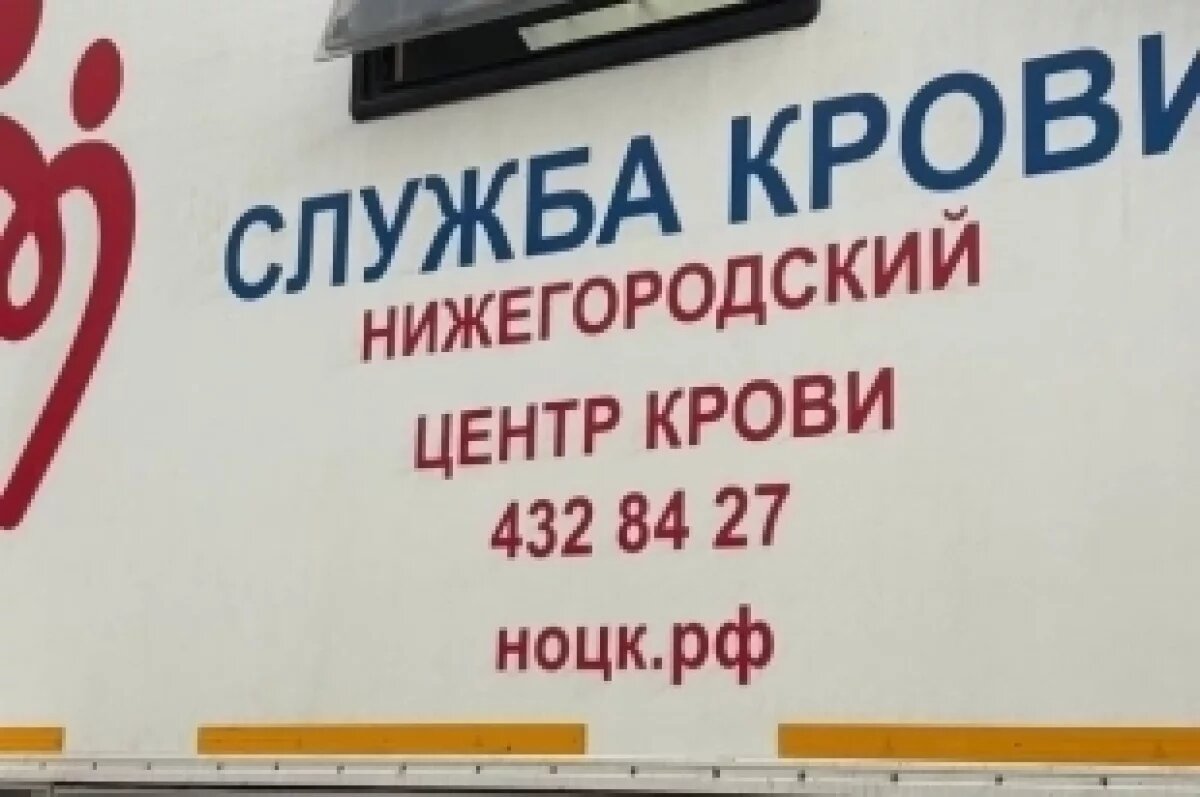 СЛУЖБА КРОВИ
НИЖЕГОРОДСКИЙ
ЦЕНТР КРОВИ
432 84 27
ноцк.рф